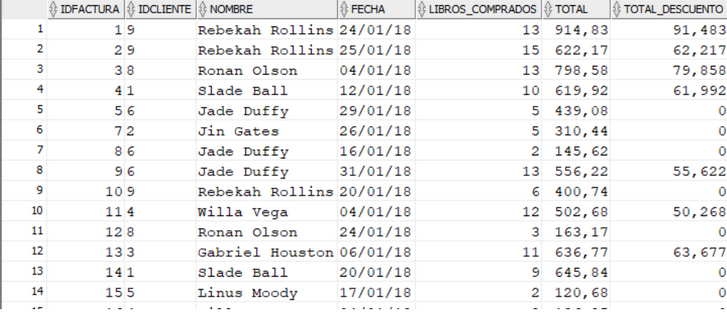 IDFACTURA IDCLIENTE NOMBRE FECHA LIBROS_COMPRADOS TOTAL TOTAL_DESCUENTO
1 1 9 Rebekah Rollins 24/01/18 13 914,83 91,483
2 2 9 Rebekah Rollins 25/01/18 15 622,17 62,217
3 3 8 Ronan Olson 04/01/18 13 798,58 79,858
4 4 1 Slade Ball 12/01/18 10 619,92 61,992
5 5 6 Jade Duffy 29/01/18 5 439,08 0
6 7 2 Jin Gates 26/01/18 5 310,44 0
7 8 6 Jade Duffy 16/01/18 2 145,62 0
8 9 6 Jade Duffy 31/01/18 13 556,22 55,622
9 10 9 Rebekah Rollins 20/01/18 6 400,74 0
10 11 4 Willa Vega 04/01/18 12 502,68 50,268
11 12 8 Ronan Olson 24/01/18 3 163,17 0
12 13 3 Gabriel Houston 06/01/18 11 636,77 63,677
13 14 1 Slade Ball 20/01/18 9 645,84 0
14 15 5 Linus Moody 17/01/18 2 120,68 0